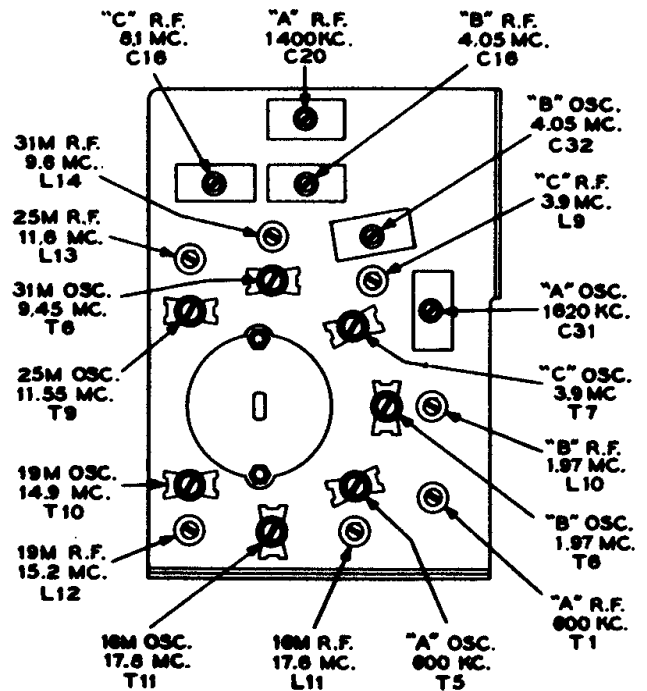 "C" R.F.
6.1 MC.
C16
"A" R.F.
1400 KC.
C20
"B" R.F.
4.05 MC.
C18
"B" OSC.
4.05 MC.
C32
31M R.F.
9.6 MC.
L14
"C" R.F.
3.9 MC.
L9
25M R.F.
11.6 MC.
L13
31M OSC.
9.45 MC.
T8
"A" OSC.
1620 KC.
C31
25M OSC.
11.55 MC.
T9
"C" OSC.
3.9 MC
T7
"B" R.F.
1.97 MC.
L10
19M OSC.
14.9 MC.
T10
"B" OSC.
1.97 MC.
T6
19M R.F.
15.2 MC.
L12
"A" R.F.
600 KC.
T1
16M OSC.
17.8 MC.
T11
16M R.F.
17.8 MC.
L11
"A" OSC.
600 KC.
T5